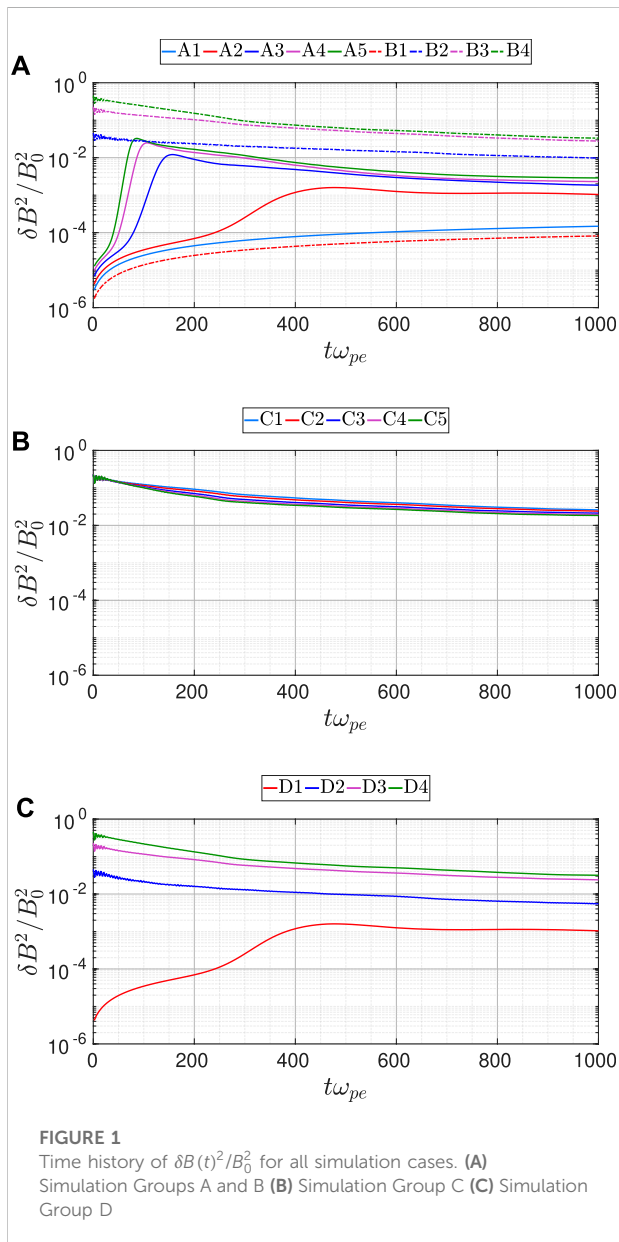 A1 A2 A3 A4 A5 B1 B2 B3 B4
A
10^0
10^-2
10^-4
10^-6
δB^2/B_0^2
0 200 400 600 800 1000
tω_pe
C1 C2 C3 C4 C5
B
10^0
10^-2
10^-4
10^-6
δB^2/B_0^2
0 200 400 600 800 1000
tω_pe
D1 D2 D3 D4
C
10^0
10^-2
10^-4
10^-6
δB^2/B_0^2
0 200 400 600 800 1000
tω_pe
FIGURE 1
Time history of δB(t)^2/B_0^2 for all simulation cases. (A)
Simulation Groups A and B (B) Simulation Group C (C) Simulation
Group D